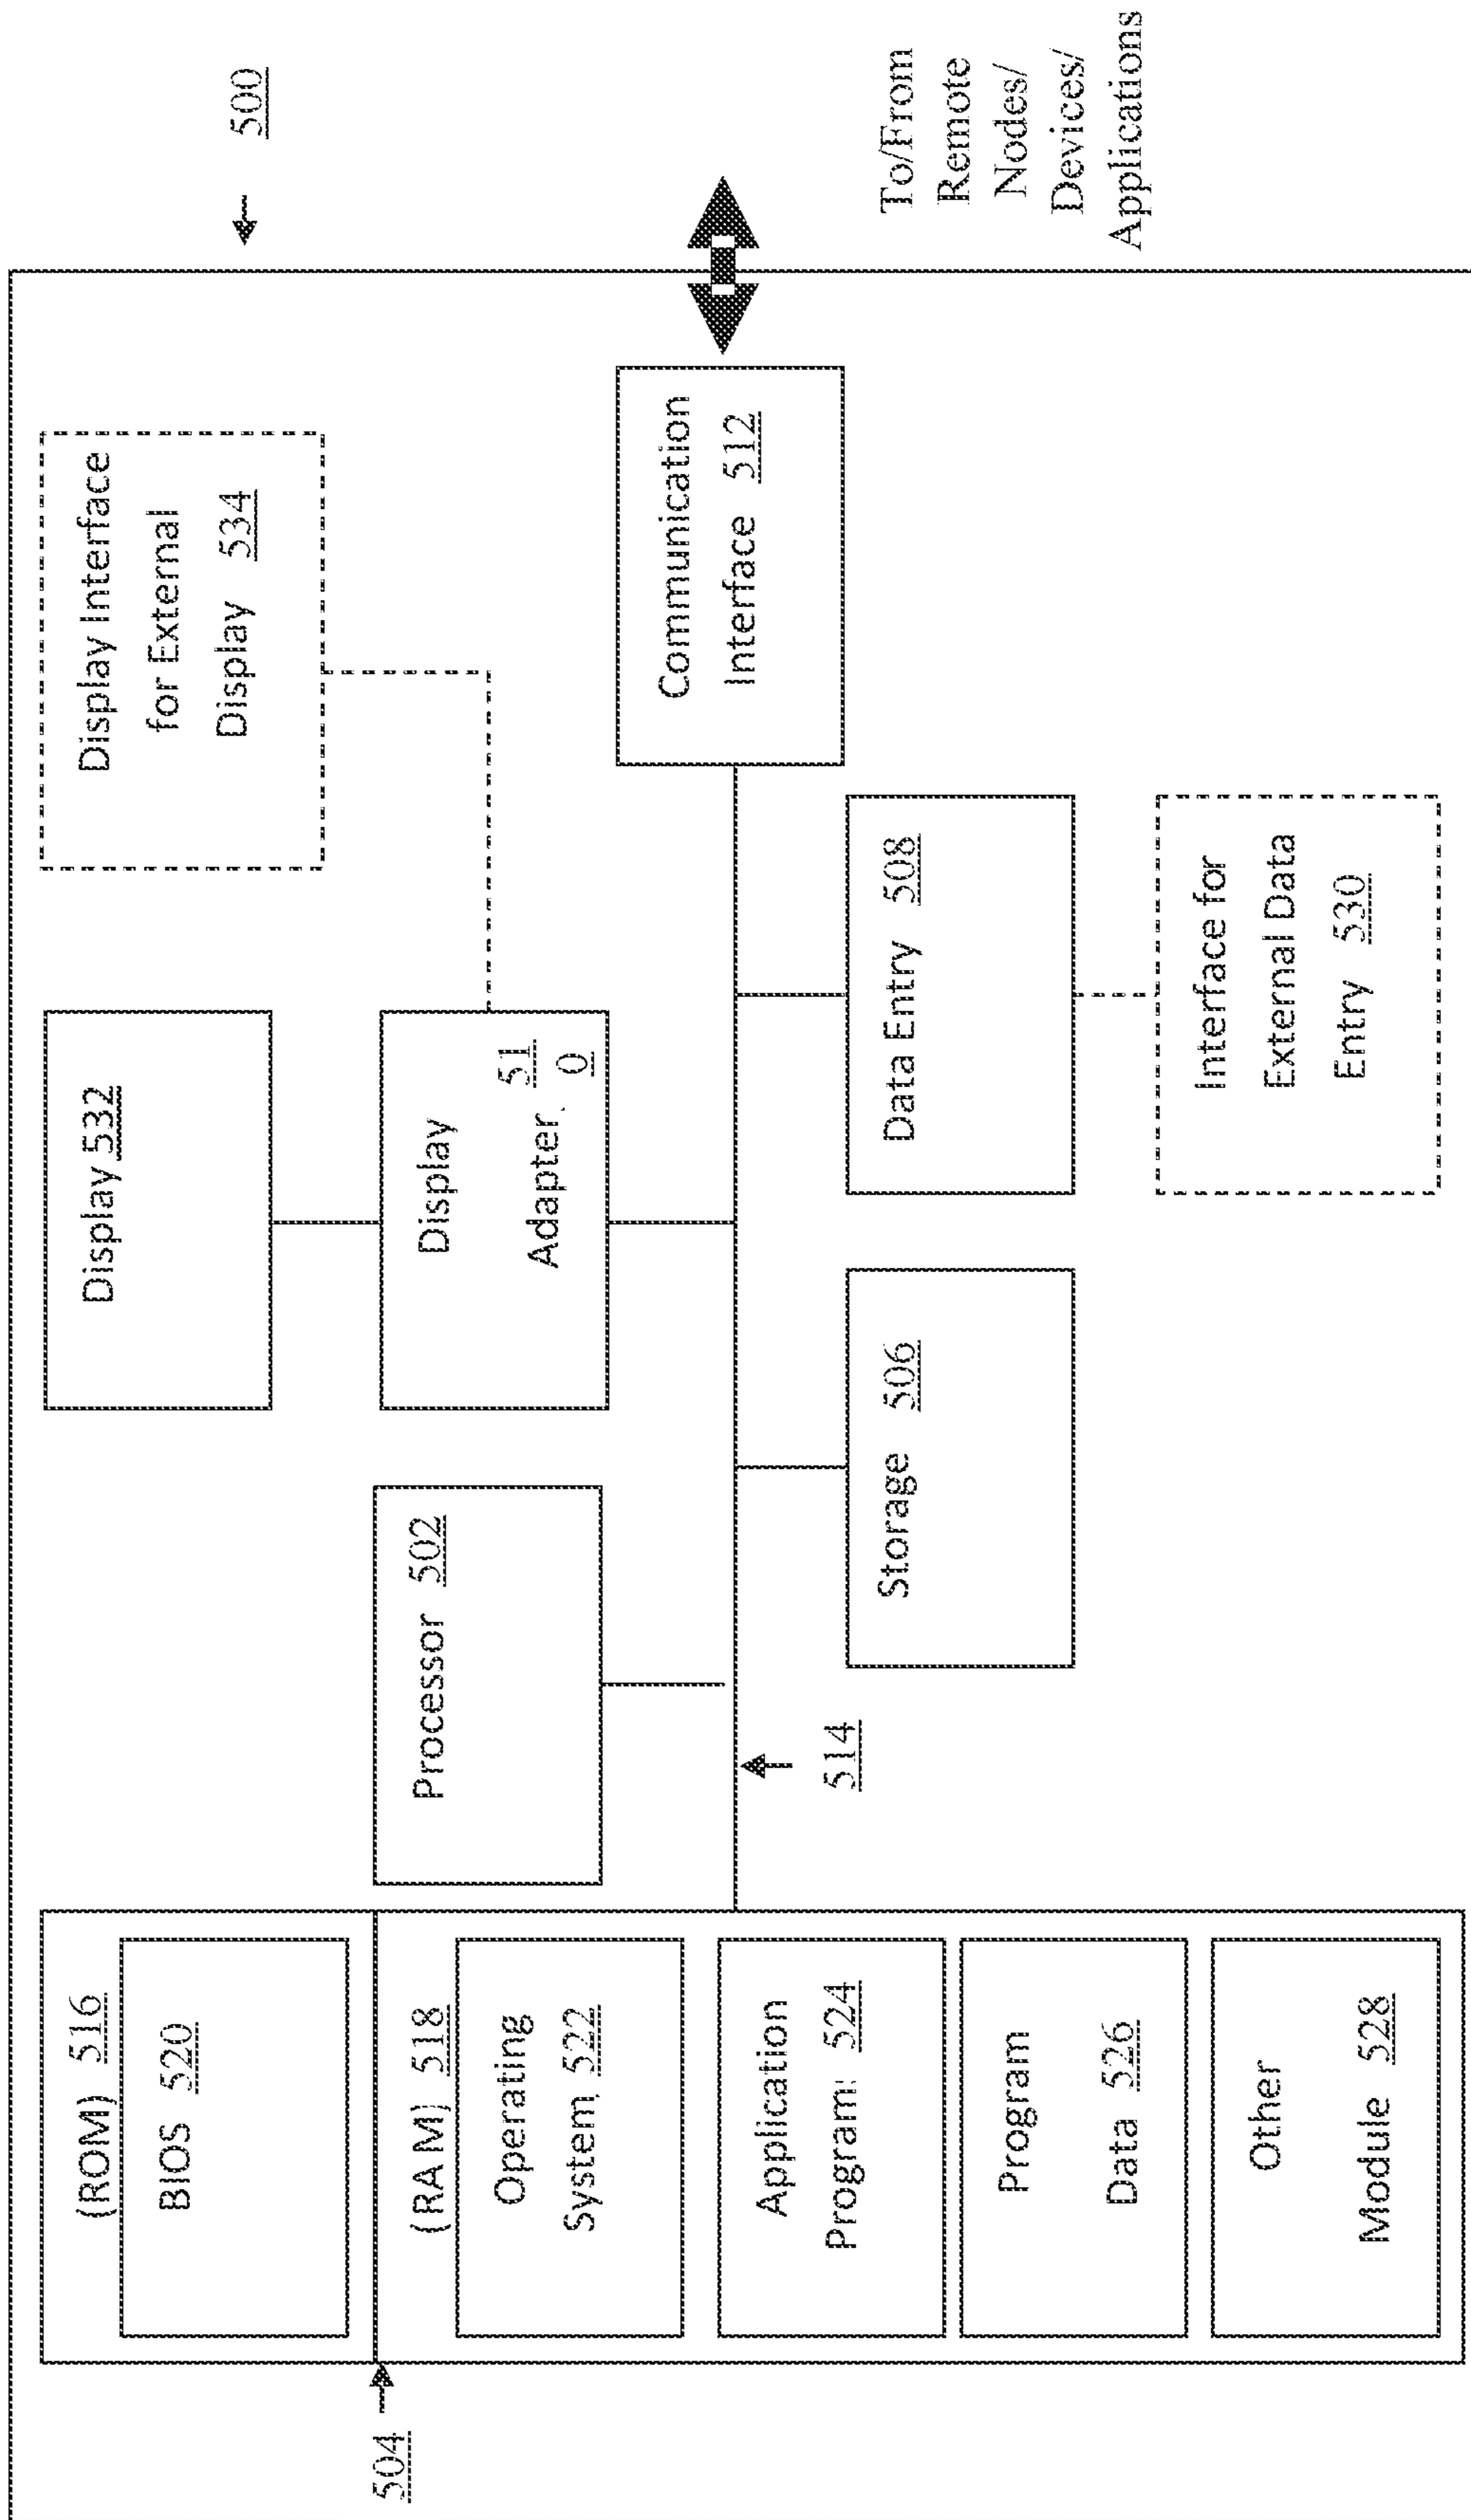 500
(ROM) 516
BIOS 520
504
(RAM) 518
Operating
System 522
Application
Program 524
Program
Data 526
Other
Module 528
Processor 502
514
Display 532
Display
Adapter 51
0
Display Interface
for External
Display 534
Storage 506
Data Entry 508
Interface for
External Data
Entry 530
Communication
Interface 512
To/From
Remote
Nodes/
Devices/
Applications